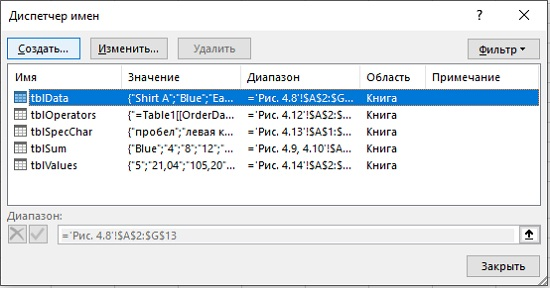 Диспетчер имен ? ×
Создать... Изменить... Удалить Фильтр
Имя Значение Диапазон Область Примечание
tblData {"Shirt A";"Blue";"Ea... ='Рис. 4.8'!$A$2:$G... Книга
tblOperators {"=Table1[[OrderDa... ='Рис. 4.12'!$A$2:$... Книга
tblSpecChar {"пробел";"левая к... ='Рис. 4.13'!$A$1:$... Книга
tblSum {"Blue";"4";"8";"12";... ='Рис. 4.9, 4.10'!$A... Книга
tblValues {"5";"21,04";"105,20"... ='Рис. 4.14'!$A$2:$... Книга
Диапазон:
='Рис. 4.8'!$A$2:$G$13
Закрыть